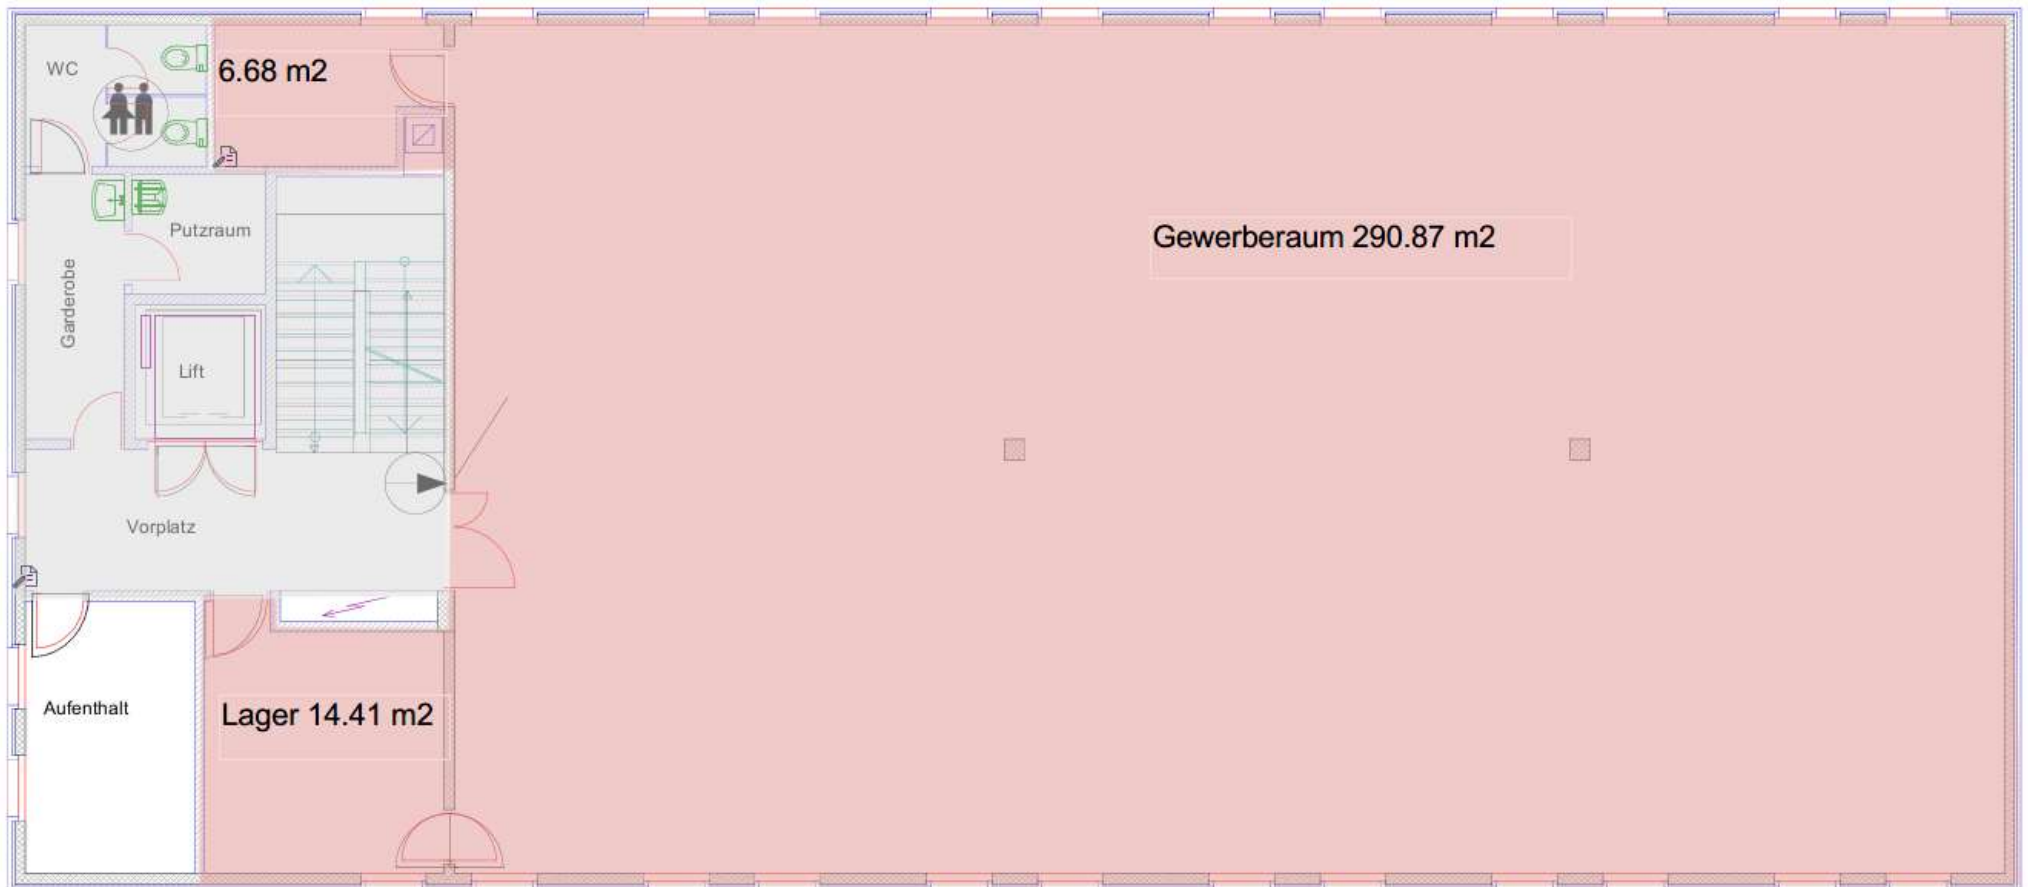 WC
6.68 m2
Putzraum
Gewerberaum 290.87 m2
Garderobe
Lift
Vorplatz
Aufenthalt
Lager 14.41 m2